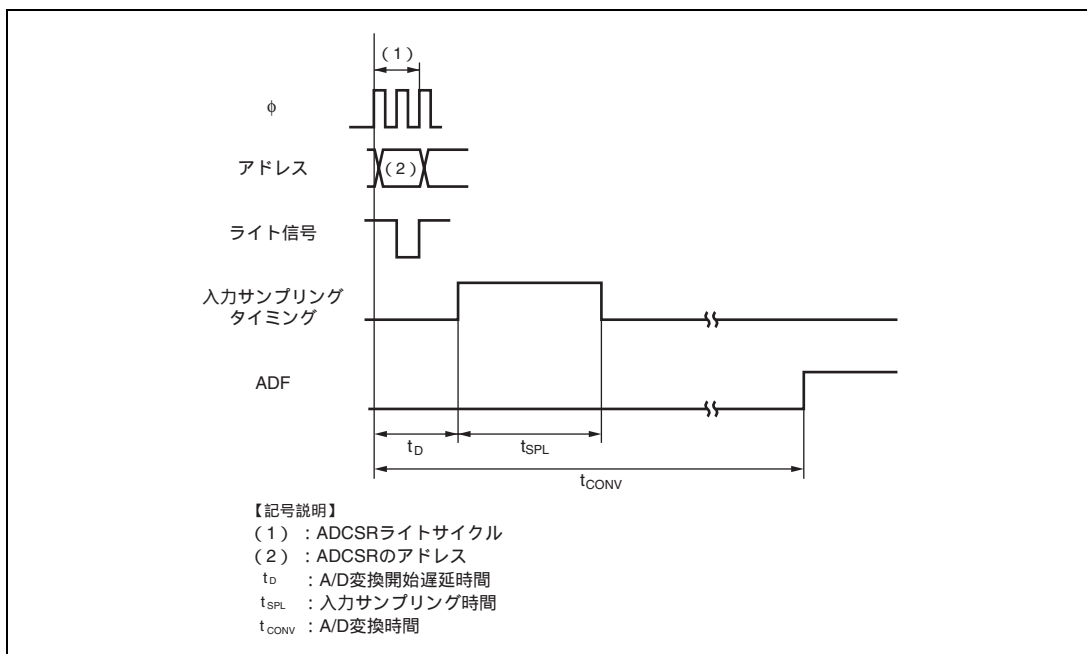 （1）
φ
アドレス
（2）
ライト信号
入力サンプリング
タイミング
ADF
tD
tSPL
tCONV
【記号説明】
（1）：ADCSRライトサイクル
（2）：ADCSRのアドレス
tD ：A/D変換開始遅延時間
tSPL ：入力サンプリング時間
tCONV ：A/D変換時間